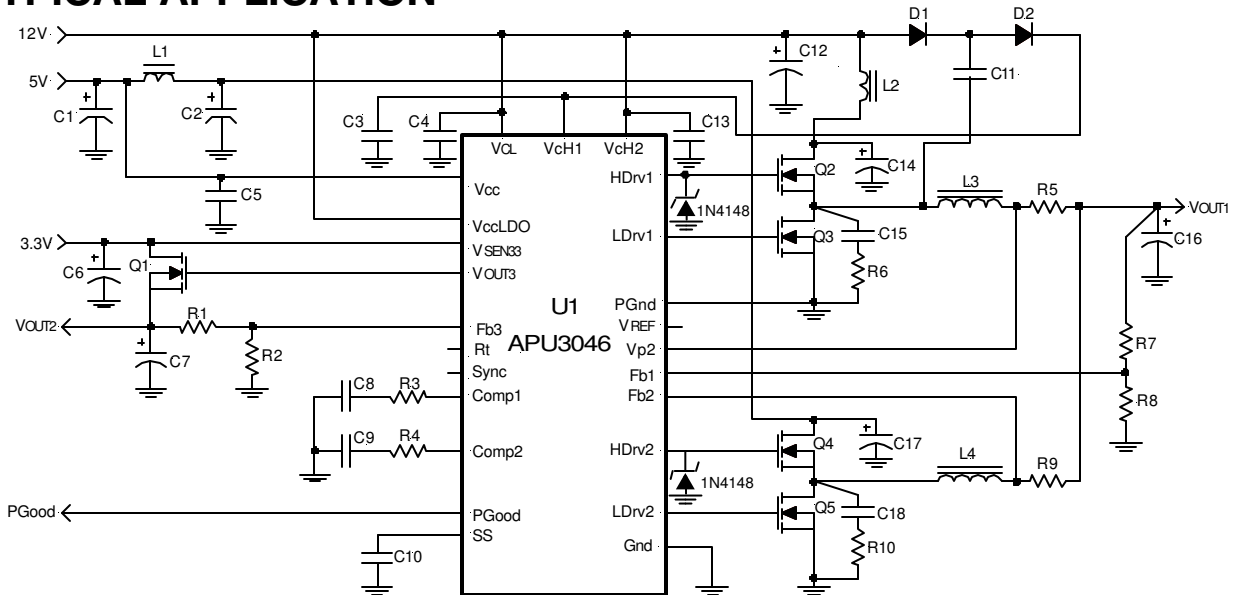 TYPICAL APPLICATION
12V
L1
5V
C1
C2
C3
C4
C12
D1
D2
L2
C11
C13
VCL
VcH1
VcH2
C5
Vcc
HDrv1
Q2
C14
1N4148
L3
R5
VOUT1
VccLDO
3.3V
VSEN33
LDrv1
Q3
C15
C16
C6
Q1
VOUT3
R6
U1
PGnd
VOUT2
R1
Fb3
VREF
APU3046
R2
C7
Rt
Vp2
R7
Sync
Fb1
C8
R3
Comp1
Fb2
R8
C9
R4
Comp2
HDrv2
Q4
C17
L4
R9
1N4148
PGood
PGood
LDrv2
Q5
C18
SS
Gnd
R10
C10